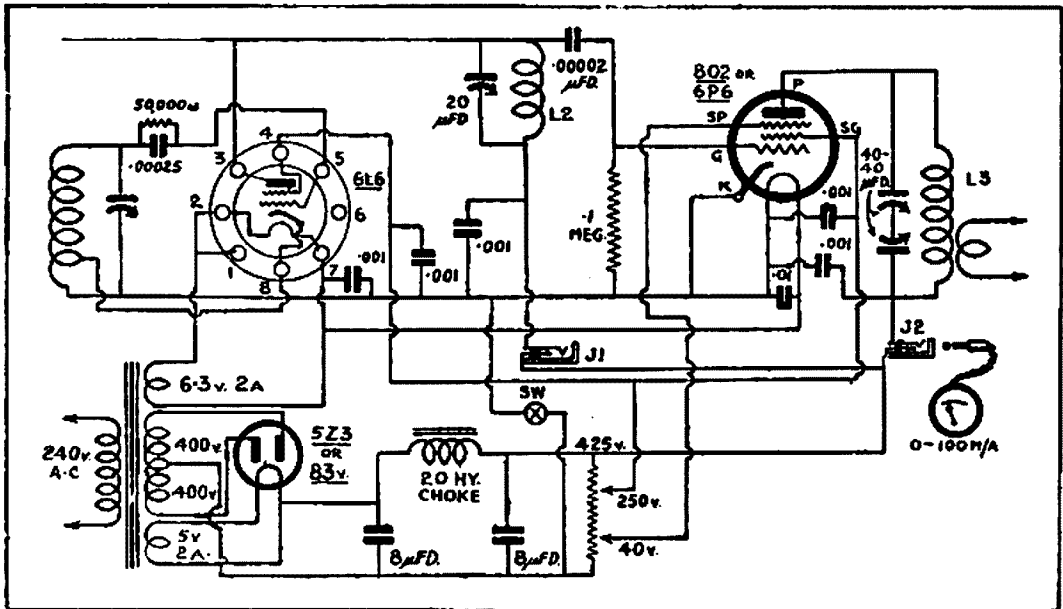 50,000ω
.00025
3
4
5
2
6
1
7
8
6L6
.001
.001
.001
20
μFD
L2
.00002
μFD.
.1
MEG.
802 OR
6P6
P
SP
SG
G
K
40-
40
μFD.
.001
.001
.01
L3
J1
J2
0-100M/A
SW
6.3 v. 2A
240v.
A.C
400v.
400v
5v
2A.
5Z3
OR
83v.
20 HY.
CHOKE
8μFD.
8μFD.
425v.
250v.
40v.